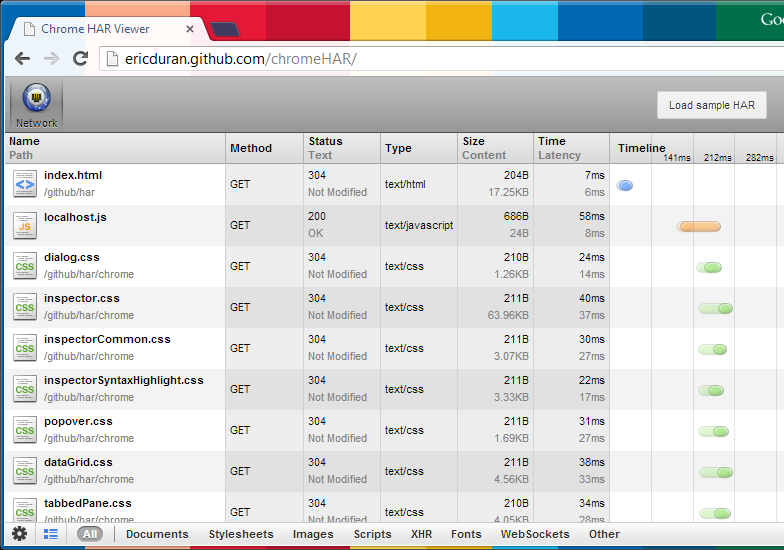 Goo
Chrome HAR Viewer
ericduran.github.com/chromeHAR/
Network
Load sample HAR
Name Method Status Type Size Time Timeline
Path Text Content Latency 141ms 212ms 282ms
index.html GET 304 text/html 204B 7ms
/github/har Not Modified 17.25KB 6ms
localhost.js GET 200 text/javascript 686B 58ms
JS OK 24B 8ms
dialog.css GET 304 text/css 210B 24ms
CSS /github/har/chrome Not Modified 1.26KB 14ms
inspector.css GET 304 text/css 211B 40ms
CSS /github/har/chrome Not Modified 63.96KB 37ms
inspectorCommon.css GET 304 text/css 211B 30ms
CSS /github/har/chrome Not Modified 3.07KB 27ms
inspectorSyntaxHighlight.css GET 304 text/css 211B 22ms
CSS /github/har/chrome Not Modified 3.33KB 17ms
popover.css GET 304 text/css 211B 31ms
CSS /github/har/chrome Not Modified 1.69KB 27ms
dataGrid.css GET 304 text/css 211B 38ms
CSS /github/har/chrome Not Modified 4.56KB 33ms
tabbedPane.css GET 304 text/css 210B 34ms
CSS /github/har/chrome Not Modified 4.05KB 28ms
All Documents Stylesheets Images Scripts XHR Fonts WebSockets Other